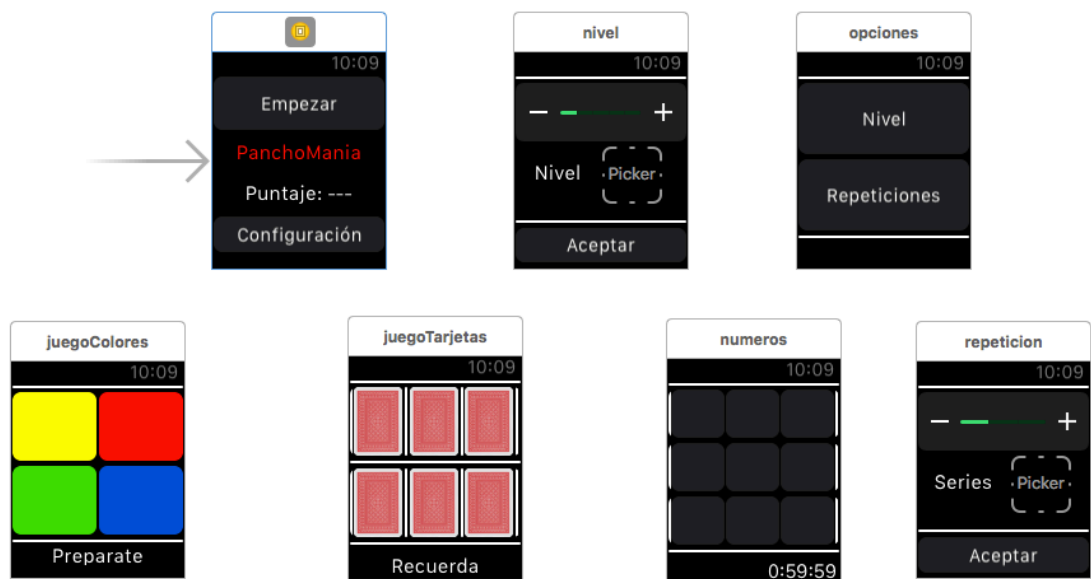 10:09
Empezar
PanchoMania
Puntaje: ---
Configuración
nivel
10:09
− +
Nivel Picker
Aceptar
opciones
10:09
Nivel
Repeticiones
juegoColores
10:09
Preparate
juegoTarjetas
10:09
Recuerda
numeros
10:09
0:59:59
repeticion
10:09
− +
Series Picker
Aceptar